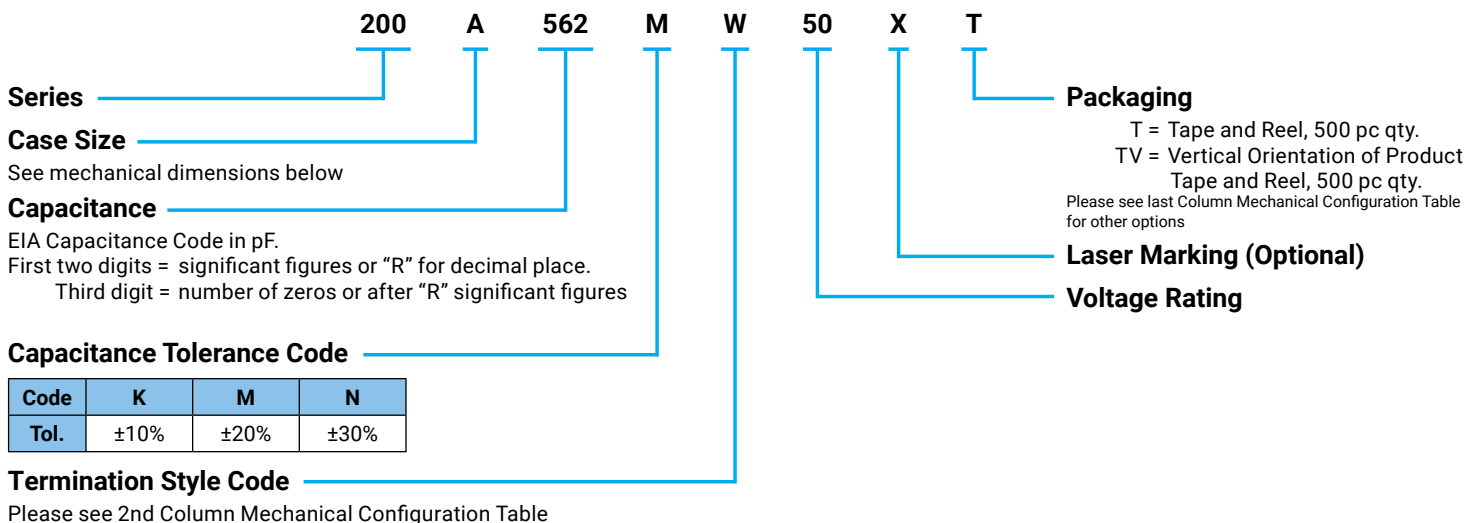 200 A 562 M W 50 X T
Series
Case Size
See mechanical dimensions below
Capacitance
EIA Capacitance Code in pF.
First two digits = significant figures or “R” for decimal place.
Third digit = number of zeros or after “R” significant figures
Capacitance Tolerance Code
Code K M N
Tol. ±10% ±20% ±30%
Termination Style Code
Please see 2nd Column Mechanical Configuration Table
Packaging
T = Tape and Reel, 500 pc qty.
TV = Vertical Orientation of Product
Tape and Reel, 500 pc qty.
Please see last Column Mechanical Configuration Table
for other options
Laser Marking (Optional)
Voltage Rating